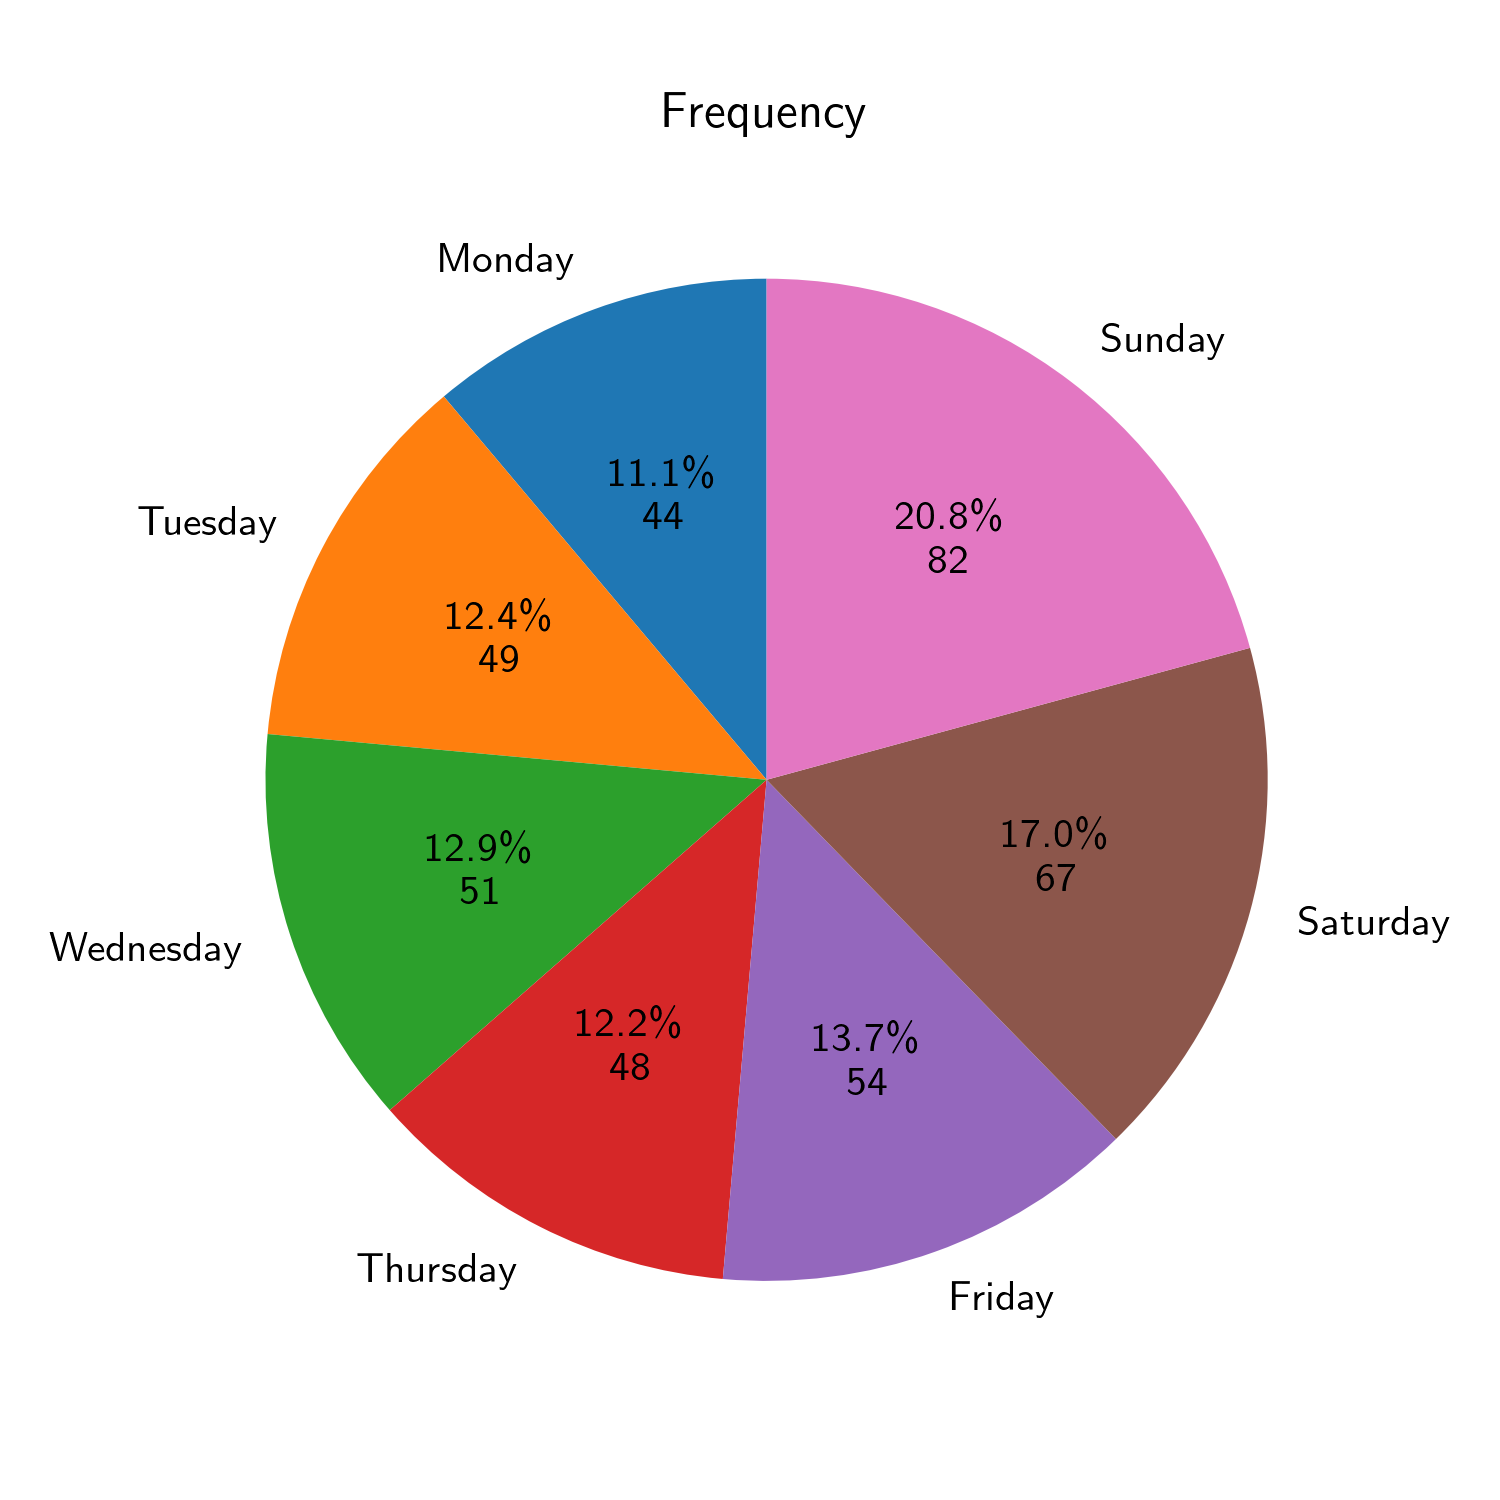 Frequency
Monday
11.1%
44
Tuesday
12.4%
49
Wednesday
12.9%
51
Thursday
12.2%
48
Friday
13.7%
54
Saturday
17.0%
67
Sunday
20.8%
82